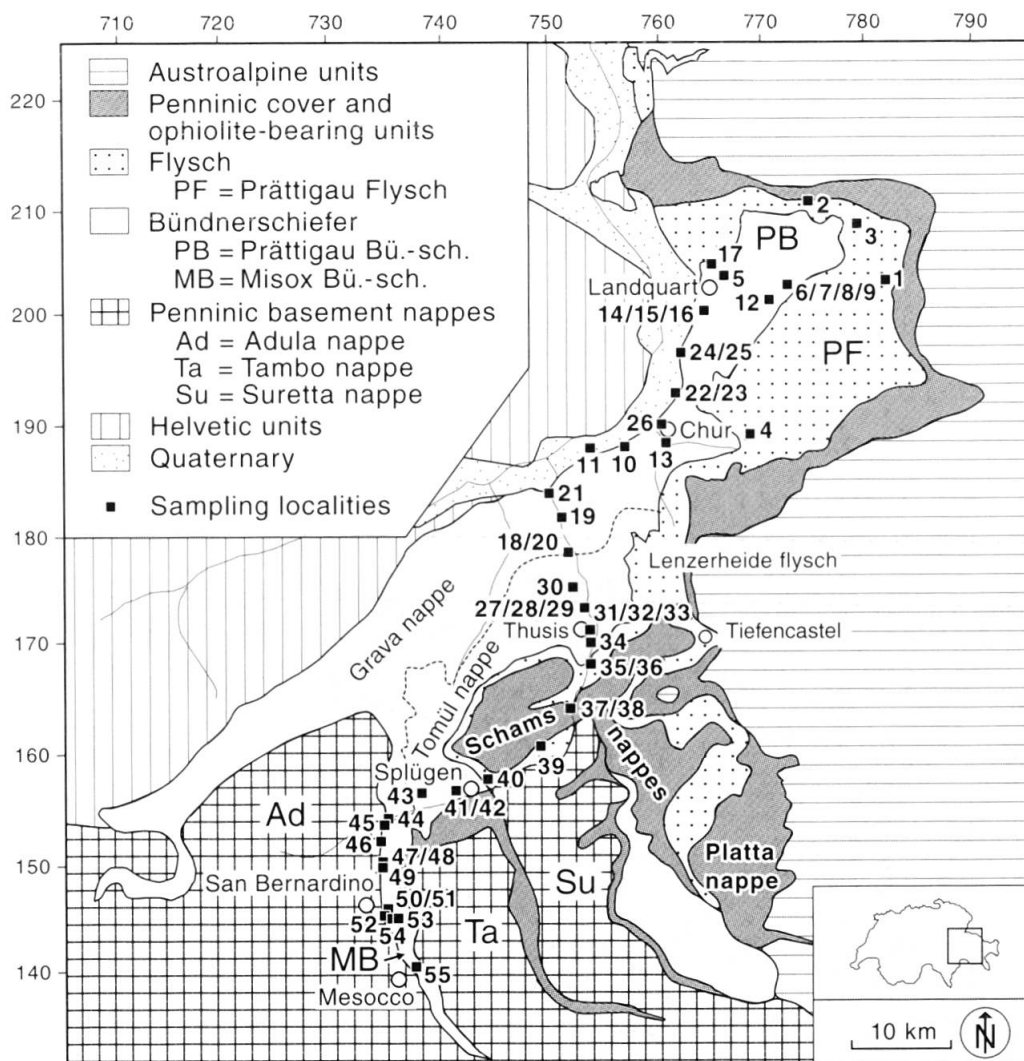 710 720 730 740 750 760 770 780 790
220
210
200
190
180
170
160
150
140
Austroalpine units
Penninic cover and
ophiolite-bearing units
Flysch
PF = Prättigau Flysch
Bündnerschiefer
PB = Prättigau Bü.-sch.
MB = Misox Bü.-sch.
Penninic basement nappes
Ad = Adula nappe
Ta = Tambo nappe
Su = Suretta nappe
Helvetic units
Quaternary
Sampling localities
2
PB
3
17
5
1
Landquart
6/7/8/9
12
14/15/16
PF
24/25
22/23
26
Chur
4
11
10
13
21
19
18/20
Lenzerheide flysch
30
27/28/29
31/32/33
Thusis
Tiefencastel
34
35/36
Grava nappe
Tomül nappe
37/38
Schams
nappes
39
Splügen
40
43
41/42
Ad
45
44
46
47/48
49
Platta
nappe
San Bernardino
Su
50/51
52
53
54
Ta
MB
55
Mesocco
10 km
N